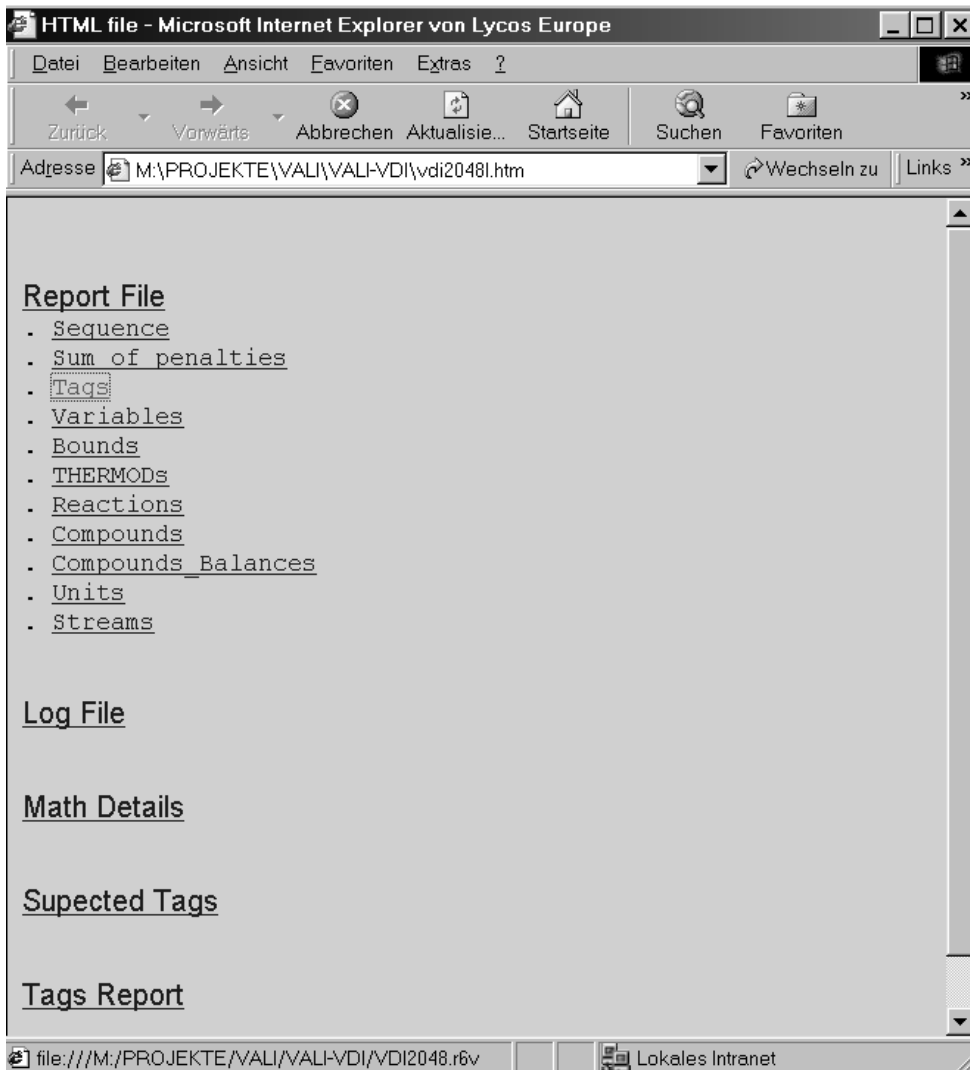 HTML file - Microsoft Internet Explorer von Lycos Europe
Datei Bearbeiten Ansicht Favoriten Extras ?
Zurück Vorwärts Abbrechen Aktualisie... Startseite Suchen Favoriten »
Adresse M:\PROJEKTE\VALI\VALI-VDI\vdi2048l.htm Wechseln zu Links »
Report File
. Sequence
. Sum of penalties
. Tags
. Variables
. Bounds
. THERMODs
. Reactions
. Compounds
. Compounds_Balances
. Units
. Streams
Log File
Math Details
Supected Tags
Tags Report
file:///M:/PROJEKTE/VALI/VALI-VDI/VDI2048.r6v Lokales Intranet